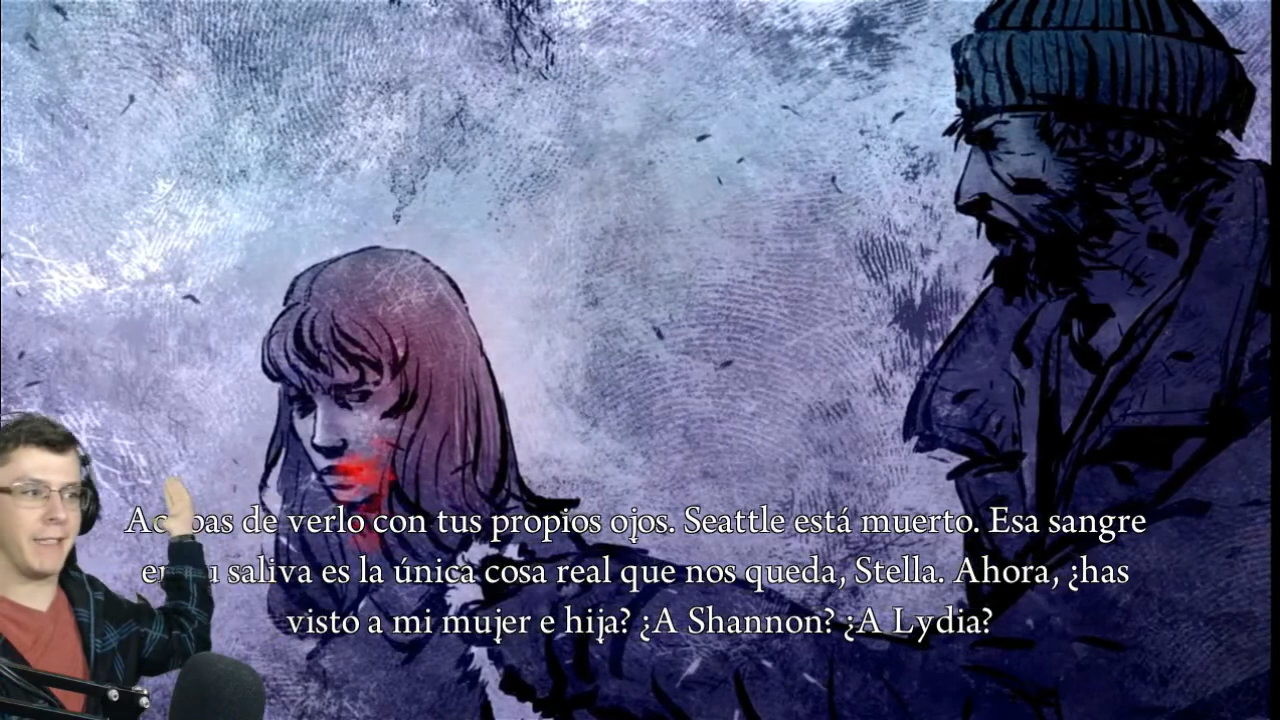 de verlo con tus propios ojos. Seattle está muerto. Esa sangre
saliva es la única cosa real que nos queda, Stella. Ahora, ¿has
visto a mi mujer e hija? ¿A Shannon? ¿A Lydia?